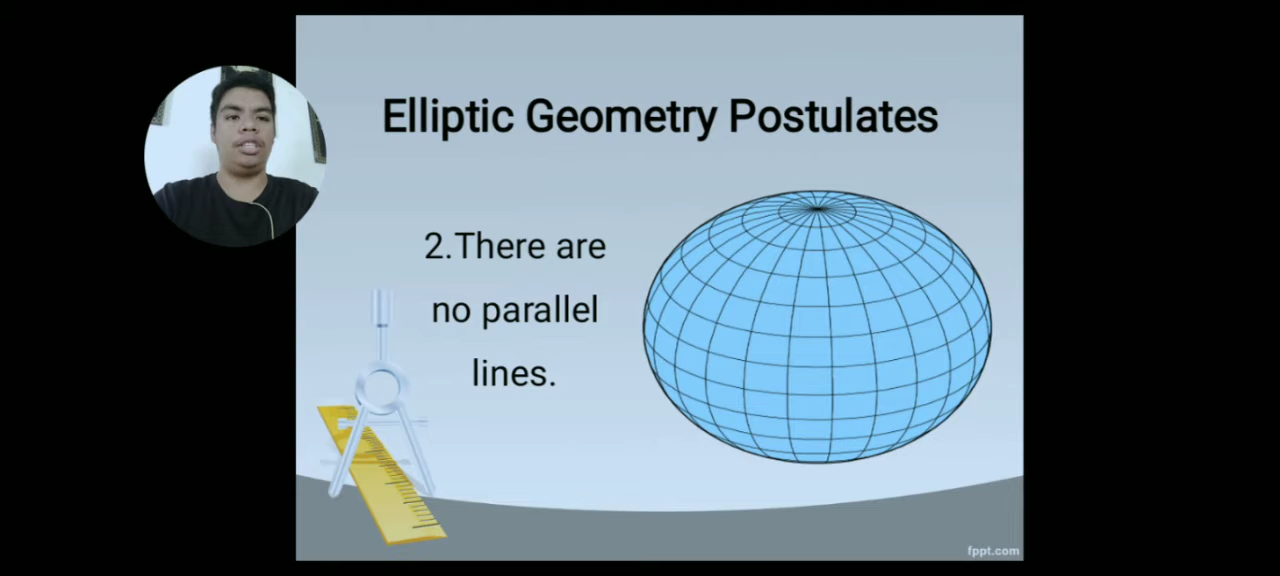 Elliptic Geometry Postulates
2.There are
no parallel
lines.
fppt.com